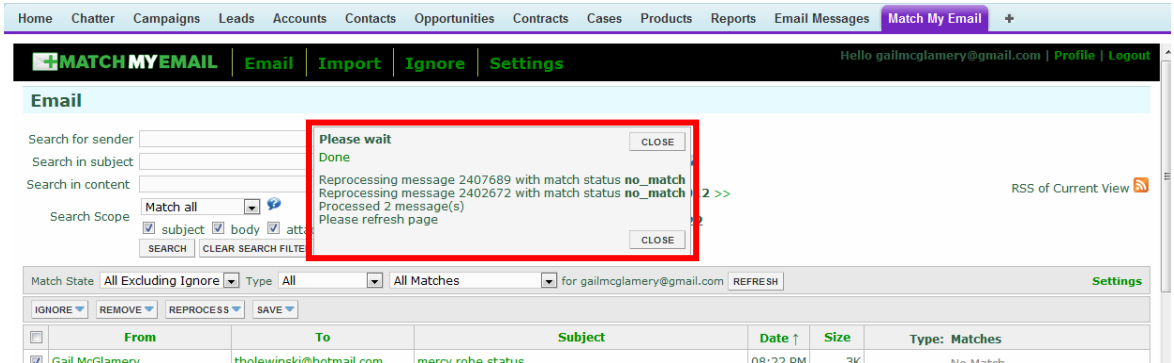 Home Chatter Campaigns Leads Accounts Contacts Opportunities Contracts Cases Products Reports Email Messages Match My Email +
MATCHMYEMAIL Email Import Ignore Settings Hello gailmcglamery@gmail.com | Profile | Logout
Email
Search for sender
Search in subject
Search in content
Search Scope Match all
subject body
SEARCH CLEAR SEARCH
Please wait CLOSE
Done
Reprocessing message 2407689 with match status no_match
Reprocessing message 2402672 with match status no_match
Processed 2 message(s)
Please refresh page
CLOSE
2 >>
RSS of Current View
Match State All Excluding Ignore Type All All Matches for gailmcglamery@gmail.com REFRESH Settings
IGNORE REMOVE REPROCESS SAVE
From To Subject Date ↑ Size Type: Matches
Gail McGlamery tholewinski@hotmail.com mercy robe status 08:22 PM 3K No Match